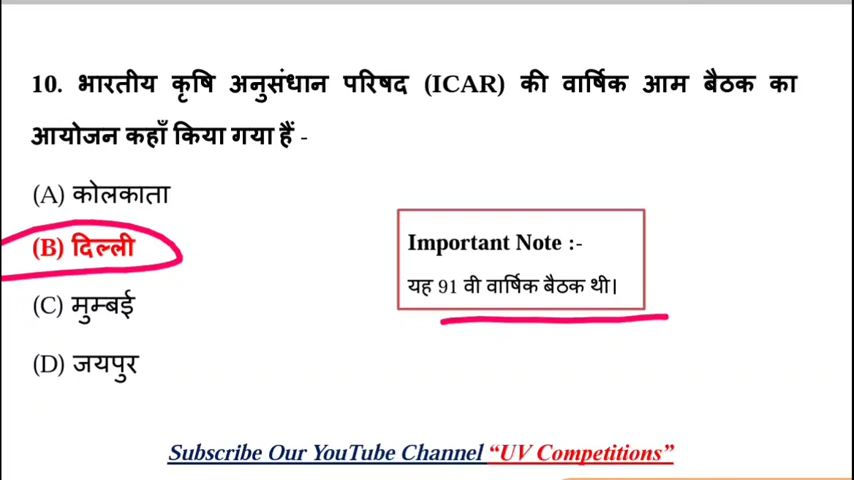 10. भारतीय कृषि अनुसंधान परिषद (ICAR) की वार्षिक आम बैठक का
आयोजन कहाँ किया गया हैं -
(A) कोलकाता
(B) दिल्ली
(C) मुम्बई
(D) जयपुर
Important Note :-
यह 91 वी वार्षिक बैठक थी।
Subscribe Our YouTube Channel “UV Competitions”